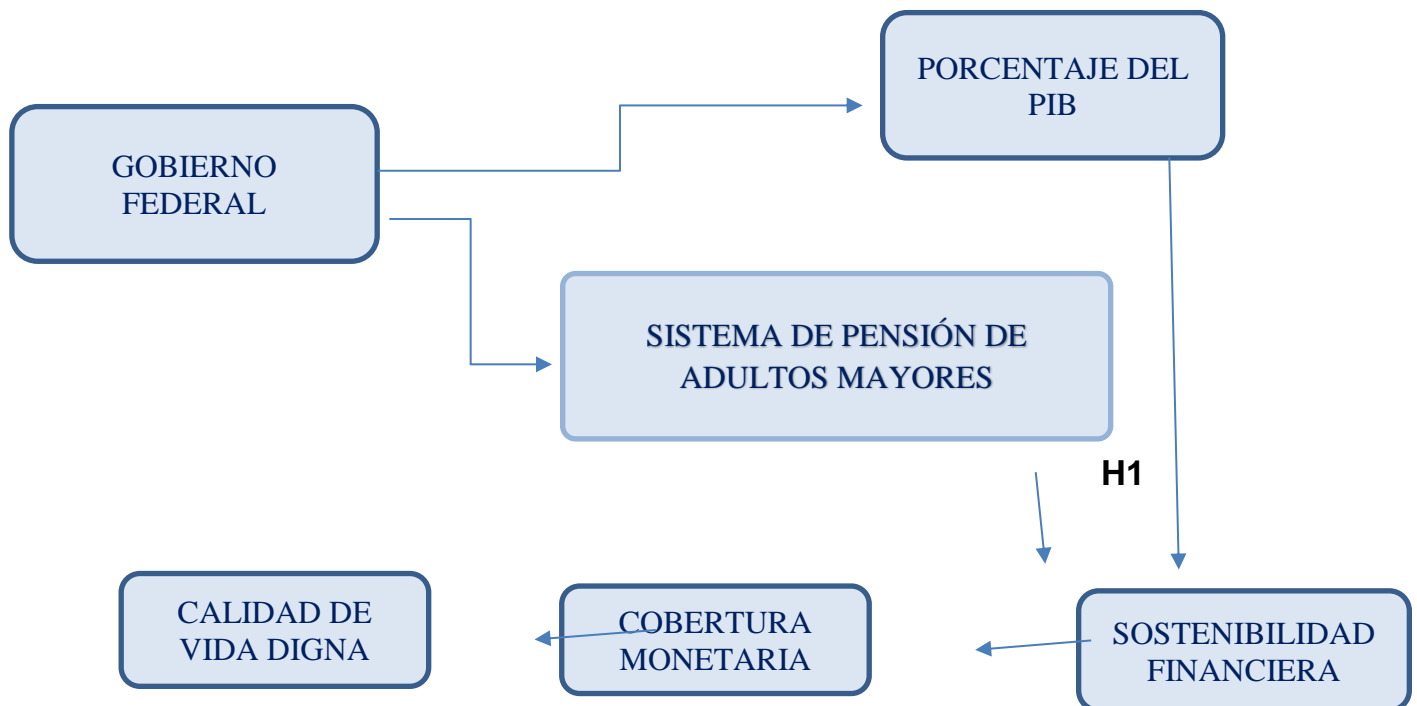 PORCENTAJE DEL
PIB
GOBIERNO
FEDERAL
SISTEMA DE PENSIÓN DE
ADULTOS MAYORES
H1
CALIDAD DE
VIDA DIGNA
COBERTURA
MONETARIA
SOSTENIBILIDAD
FINANCIERA